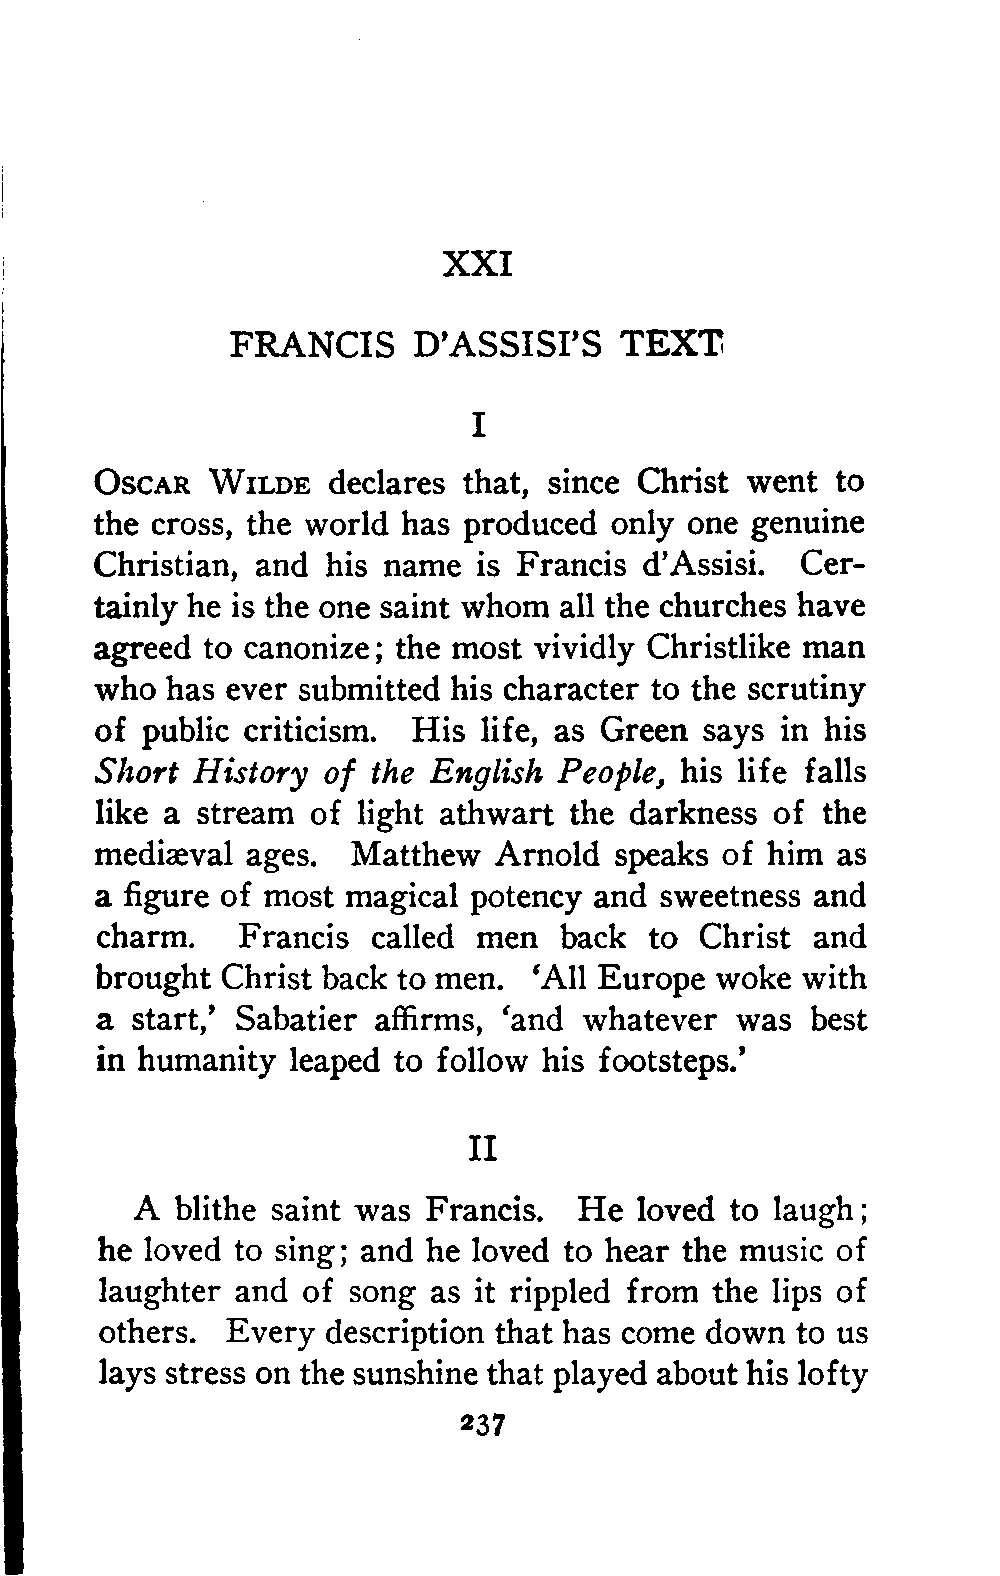 XXI
FRANCIS D'ASSISI'S TEXT
I
OSCAR WILDE declares that, since Christ went to
the cross, the world has produced only one genuine
Christian, and his name is Francis d'Assisi. Cer-
tainly he is the one saint whom all the churches have
agreed to canonize; the most vividly Christlike man
who has ever submitted his character to the scrutiny
of public criticism. His life, as Green says in his
Short History of the English People, his life falls
like a stream of light athwart the darkness of the
mediæval ages. Matthew Arnold speaks of him as
a figure of most magical potency and sweetness and
charm. Francis called men back to Christ and
brought Christ back to men. 'All Europe woke with
a start,' Sabatier affirms, 'and whatever was best
in humanity leaped to follow his footsteps.'
II
A blithe saint was Francis. He loved to laugh;
he loved to sing; and he loved to hear the music of
laughter and of song as it rippled from the lips of
others. Every description that has come down to us
lays stress on the sunshine that played about his lofty
237